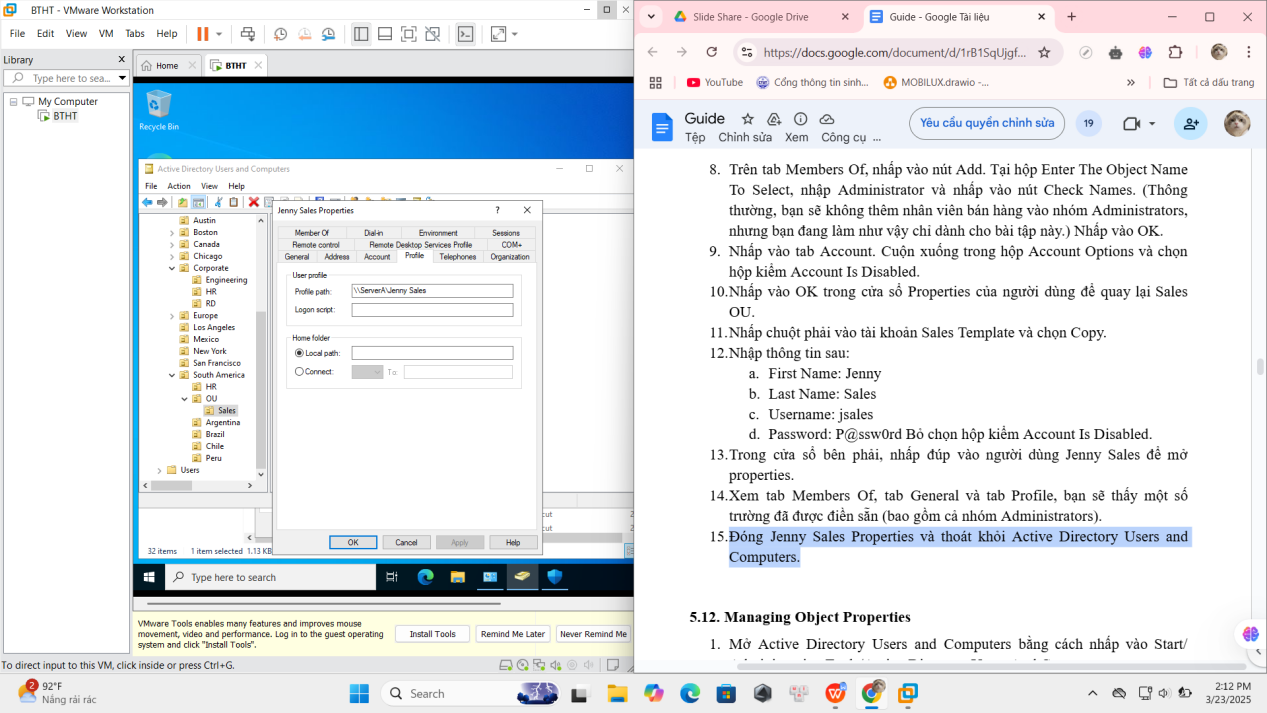 BTHT - VMware Workstation
File Edit View VM Tabs Help
Library
Type here to sea...
My Computer
BTHT
Home
BTHT
Recycle Bin
Active Directory Users and Computers
File Action View Help
Austin
Boston
Canada
Chicago
Corporate
Engineering
HR
RD
Europe
Los Angeles
Mexico
New York
San Francisco
South America
HR
OU
Sales
Argentina
Brazil
Chile
Peru
Users
Jenny Sales Properties
Member Of Dial-in Environment Sessions
Remote control Remote Desktop Services Profile COM+
General Address Account Profile Telephones Organization
User profile
Profile path: \\ServerA\Jenny Sales
Logon script:
Home folder
Local path:
Connect: To:
OK Cancel Apply Help
32 items 1 item selected 1.13 KB
Type here to search
VMware Tools enables many features and improves mouse
movement, video and performance. Log in to the guest operating
system and click "Install Tools".
Install Tools Remind Me Later Never Remind Me
To direct input to this VM, click inside or press Ctrl+G.
Slide Share - Google Drive
Guide - Google Tài liệu
https://docs.google.com/document/d/1rB1SqUjgf...
YouTube Cổng thông tin sinh... MOBILUX.drawio -... Tất cả dấu trang
Guide
Tệp Chỉnh sửa Xem Công cụ ...
Yêu cầu quyền chỉnh sửa
19
8. Trên tab Members Of, nhấp vào nút Add. Tại hộp Enter The Object Name
To Select, nhập Administrator và nhấp vào nút Check Names. (Thông
thường, bạn sẽ không thêm nhân viên bán hàng vào nhóm Administrators,
nhưng bạn đang làm như vậy chỉ dành cho bài tập này.) Nhấp vào OK.
9. Nhấp vào tab Account. Cuộn xuống trong hộp Account Options và chọn
hộp kiểm Account Is Disabled.
10. Nhấp vào OK trong cửa sổ Properties của người dùng để quay lại Sales
OU.
11. Nhấp chuột phải vào tài khoản Sales Template và chọn Copy.
12. Nhập thông tin sau:
a. First Name: Jenny
b. Last Name: Sales
c. Username: jsales
d. Password: P@ssw0rd Bỏ chọn hộp kiểm Account Is Disabled.
13. Trong cửa sổ bên phải, nhấp đúp vào người dùng Jenny Sales để mở
properties.
14. Xem tab Members Of, tab General và tab Profile, bạn sẽ thấy một số
trường đã được điền sẵn (bao gồm cả nhóm Administrators).
15. Đóng Jenny Sales Properties và thoát khỏi Active Directory Users and
Computers.
5.12. Managing Object Properties
1. Mở Active Directory Users and Computers bằng cách nhấp vào Start/
92°F
Nắng rải rác
2
Search
2:12 PM
3/23/2025